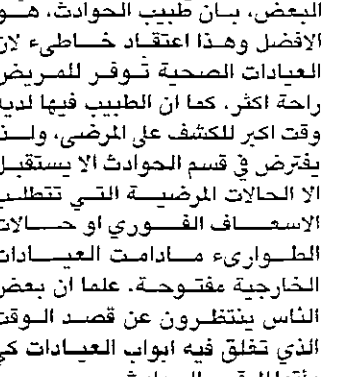 البعض، بأن طبيب الحوادث، هو
الافضل وهذا اعتقاد خاطىء لان
العيادات الصحية توفر للمريض
راحة اكثر. كما ان الطبيب فيها لديه
وقت اكبر للكشف على المرضى، ولذا
يفترض في قسم الحوادث الا يستقبل
الا الحالات المرضية التي تتطلب
الاسعاف الفوري او حالات
الطوارىء مادامت العيادات
الخارجية مفتوحة. علما ان بعض
الناس ينتظرون عن قصد الوقت
الذي تغلق فيه ابواب العيادات كي